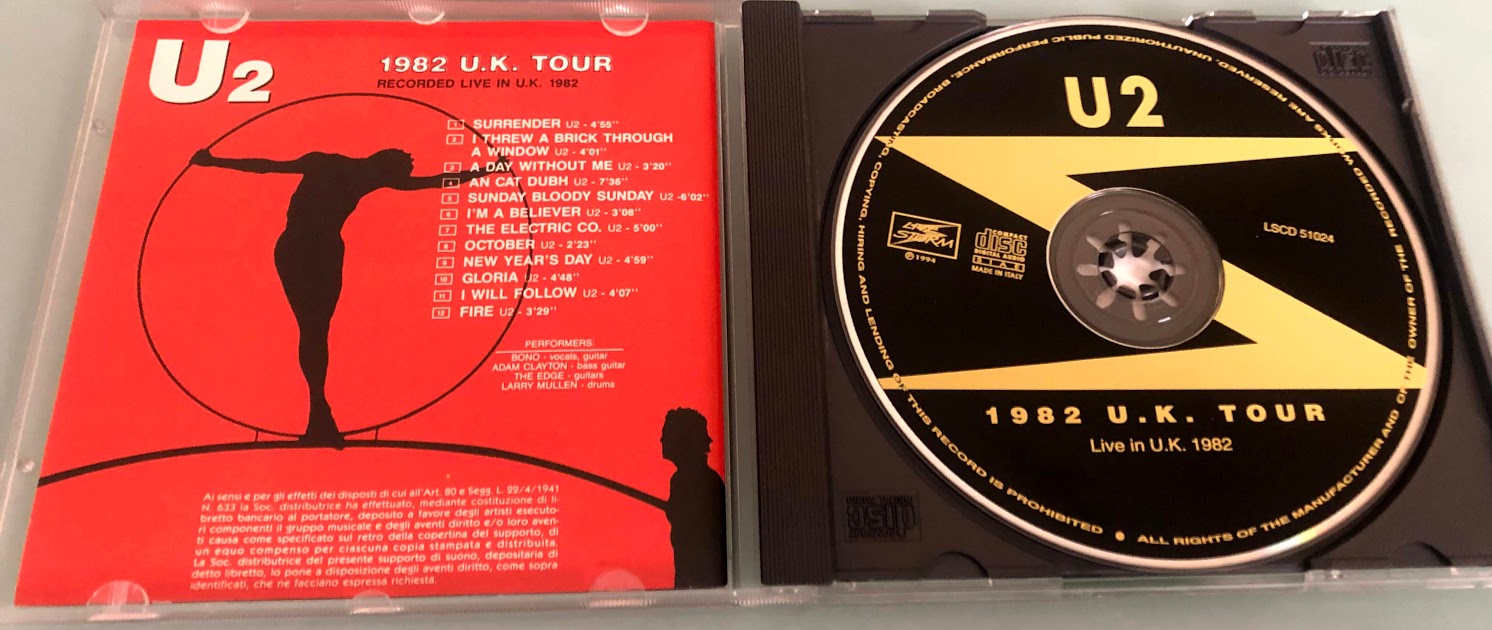 U2
1982 U.K. TOUR
RECORDED LIVE IN U.K. 1982
1 SURRENDER U2 - 4'55''
2 I THREW A BRICK THROUGH
A WINDOW U2 - 4'01''
3 A DAY WITHOUT ME U2 - 3'20''
4 AN CAT DUBH U2 - 7'36''
5 SUNDAY BLOODY SUNDAY U2 -6'02''
6 I'M A BELIEVER U2 - 3'08''
7 THE ELECTRIC CO. U2 - 5'00''
8 OCTOBER U2 - 2'23''
9 NEW YEAR'S DAY U2 - 4'59''
10 GLORIA U2 - 4'48''
11 I WILL FOLLOW U2 - 4'07''
12 FIRE U2 - 3'29''
PERFORMERS:
BONO - vocals, guitar
ADAM CLAYTON - bass guitar
THE EDGE - guitars
LARRY MULLEN - drums
Ai sensi e per gli effetti dei disposti di cui all'Art. 80 e Segg. L. 22/4/1941
N. 633 la Soc. distributrice ha effettuato, mediante costituzione di li-
bretto bancario al portatore, deposito a favore degli artisti esecuto-
ri componenti il gruppo musicale e degli aventi diritto e/o loro aven-
ti causa come specificato sul retro della copertina del supporto, di
un equo compenso per ciascuna copia stampata e distribuita.
La Soc. distributrice del presente supporto di suono, depositaria di
detto libretto, lo pone a disposizione degli aventi diritto, come sopra
identificati, che ne facciano espressa richiesta.
U2
LIVE STORM
℗ 1994
COMPACT
disc
DIGITAL AUDIO
S I A E
MADE IN ITALY
LSCD 51024
1982 U.K. TOUR
Live in U.K. 1982
ALL RIGHTS OF THE MANUFACTURER AND OF THE OWNER OF THE RECORDED WORKS ARE RESERVED. UNAUTHORIZED PUBLIC PERFORMANCE, BROADCASTING, COPYING, HIRING AND LENDING OF THIS RECORD IS PROHIBITED
disc
COMPACT
disc
DIGITAL AUDIO